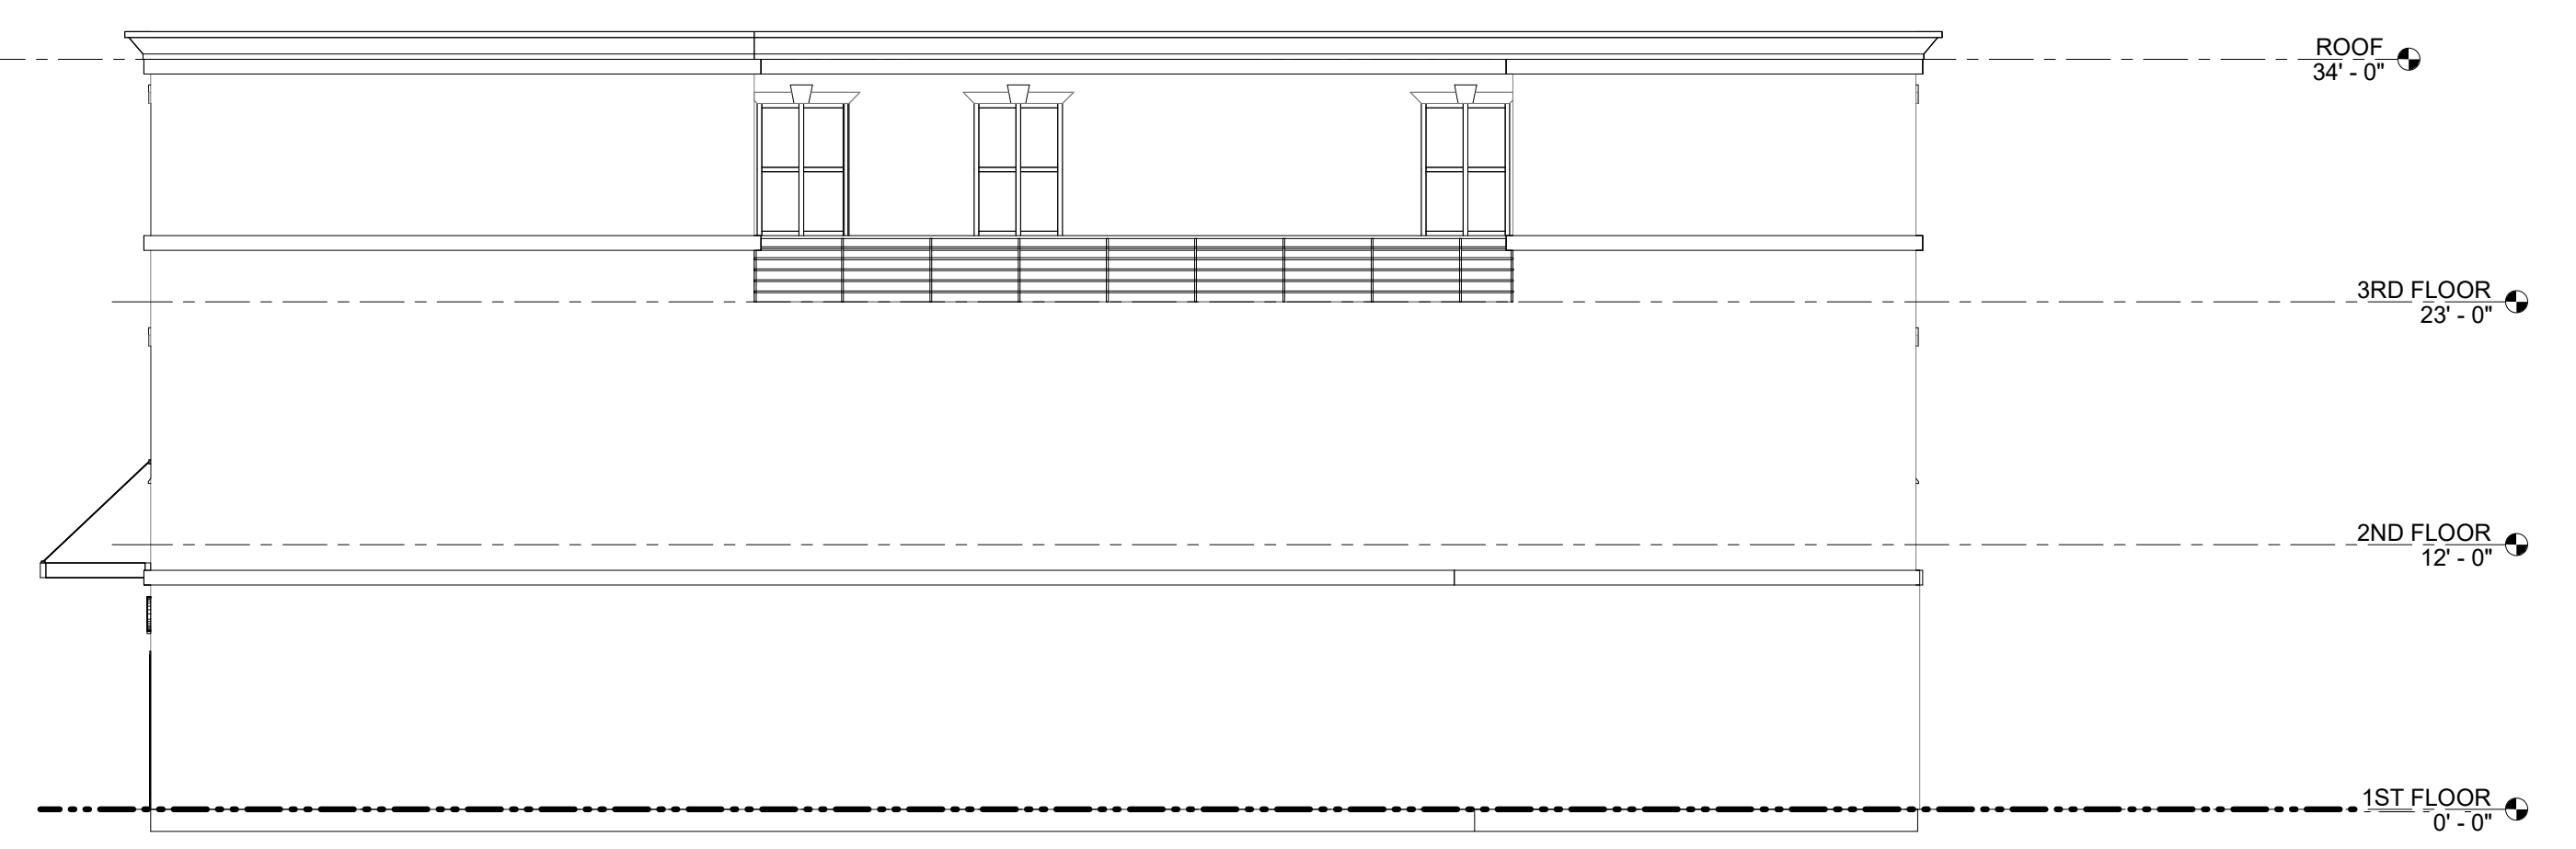 ROOF
34' - 0"
3RD FLOOR
23' - 0"
2ND FLOOR
12' - 0"
1ST FLOOR
0' - 0"